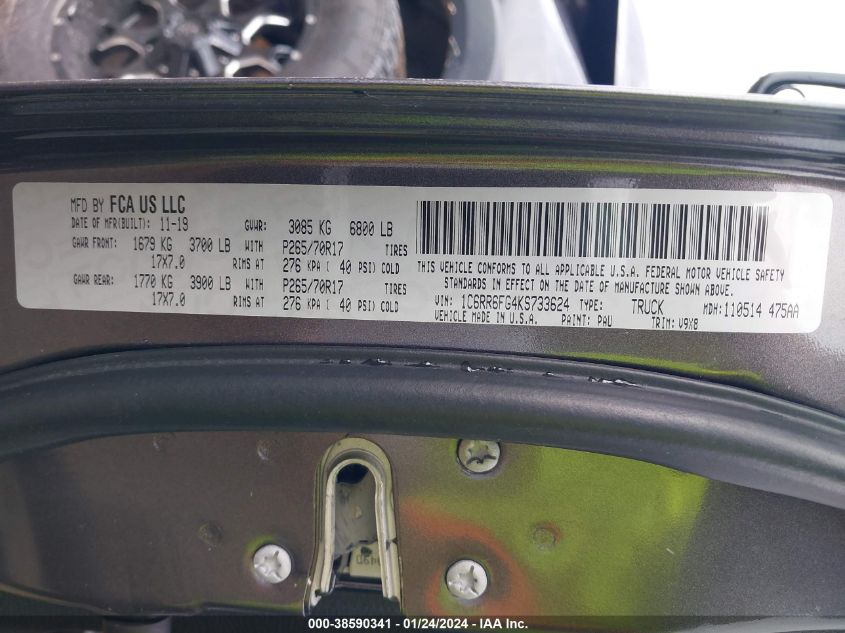 MFD BY FCA US LLC
DATE OF MFR(BUILT): 11-19 GVWR: 3085 KG 6800 LB
GAWR FRONT: 1679 KG 3700 LB WITH P265/70R17 TIRES
17X7.0 RIMS AT 276 KPA ( 40 PSI) COLD
GAWR REAR: 1770 KG 3900 LB WITH P265/70R17 TIRES
17X7.0 RIMS AT 276 KPA ( 40 PSI) COLD
THIS VEHICLE CONFORMS TO ALL APPLICABLE U.S.A. FEDERAL MOTOR VEHICLE SAFETY
STANDARDS IN EFFECT ON THE DATE OF MANUFACTURE SHOWN ABOVE.
VIN: 1C6RR6FG4KS733624 TYPE: TRUCK MDH: 110514 475AA
VEHICLE MADE IN U.S.A. PAINT: PAU TRIM: V9X8
000-38590341 - 01/24/2024 - IAA Inc.